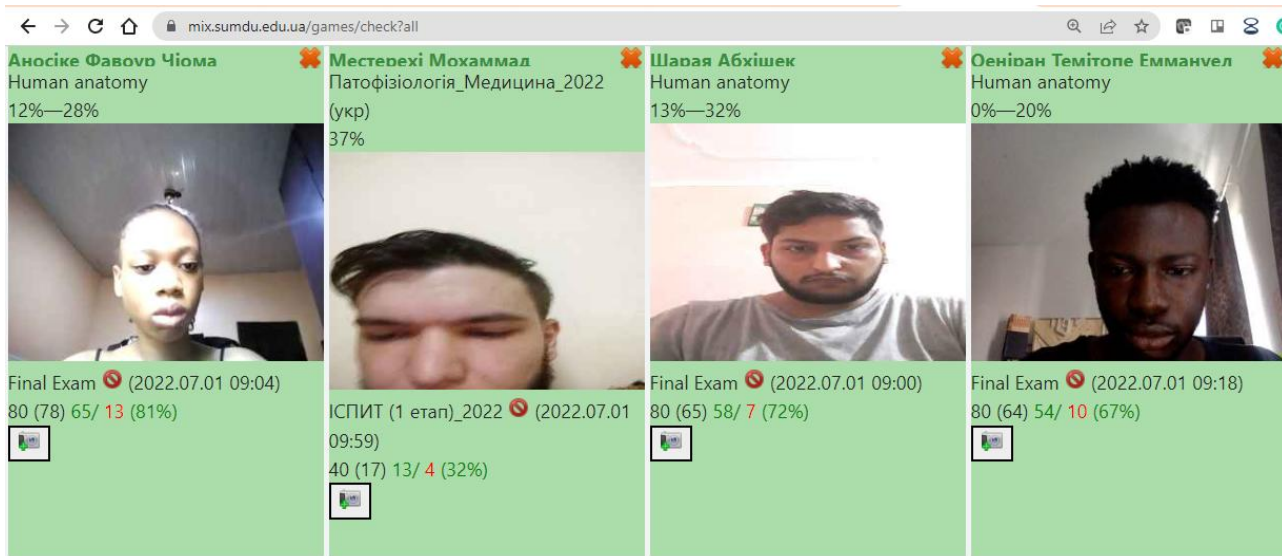 mix.sumdu.edu.ua/games/check?all
Аносіке Фавоур Чіома
Human anatomy
12%—28%
Final Exam (2022.07.01 09:04)
80 (78) 65/ 13 (81%)
Местерехі Мохаммад
Патофізіологія_Медицина_2022
(укр)
37%
ІСПИТ (1 етап)_2022 (2022.07.01
09:59)
40 (17) 13/ 4 (32%)
Шарая Абхішек
Human anatomy
13%—32%
Final Exam (2022.07.01 09:00)
80 (65) 58/ 7 (72%)
Оеніран Темітопе Еммануел
Human anatomy
0%—20%
Final Exam (2022.07.01 09:18)
80 (64) 54/ 10 (67%)